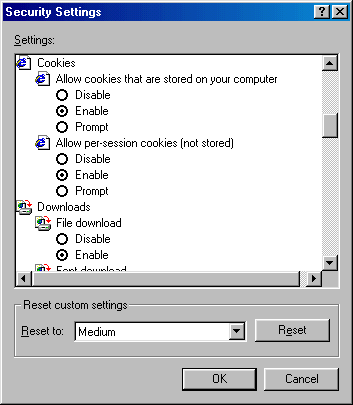 Security Settings
Settings:
Cookies
Allow cookies that are stored on your computer
Disable
Enable
Prompt
Allow per-session cookies (not stored)
Disable
Enable
Prompt
Downloads
File download
Disable
Enable
Font download
Reset custom settings
Reset to: Medium Reset
OK Cancel